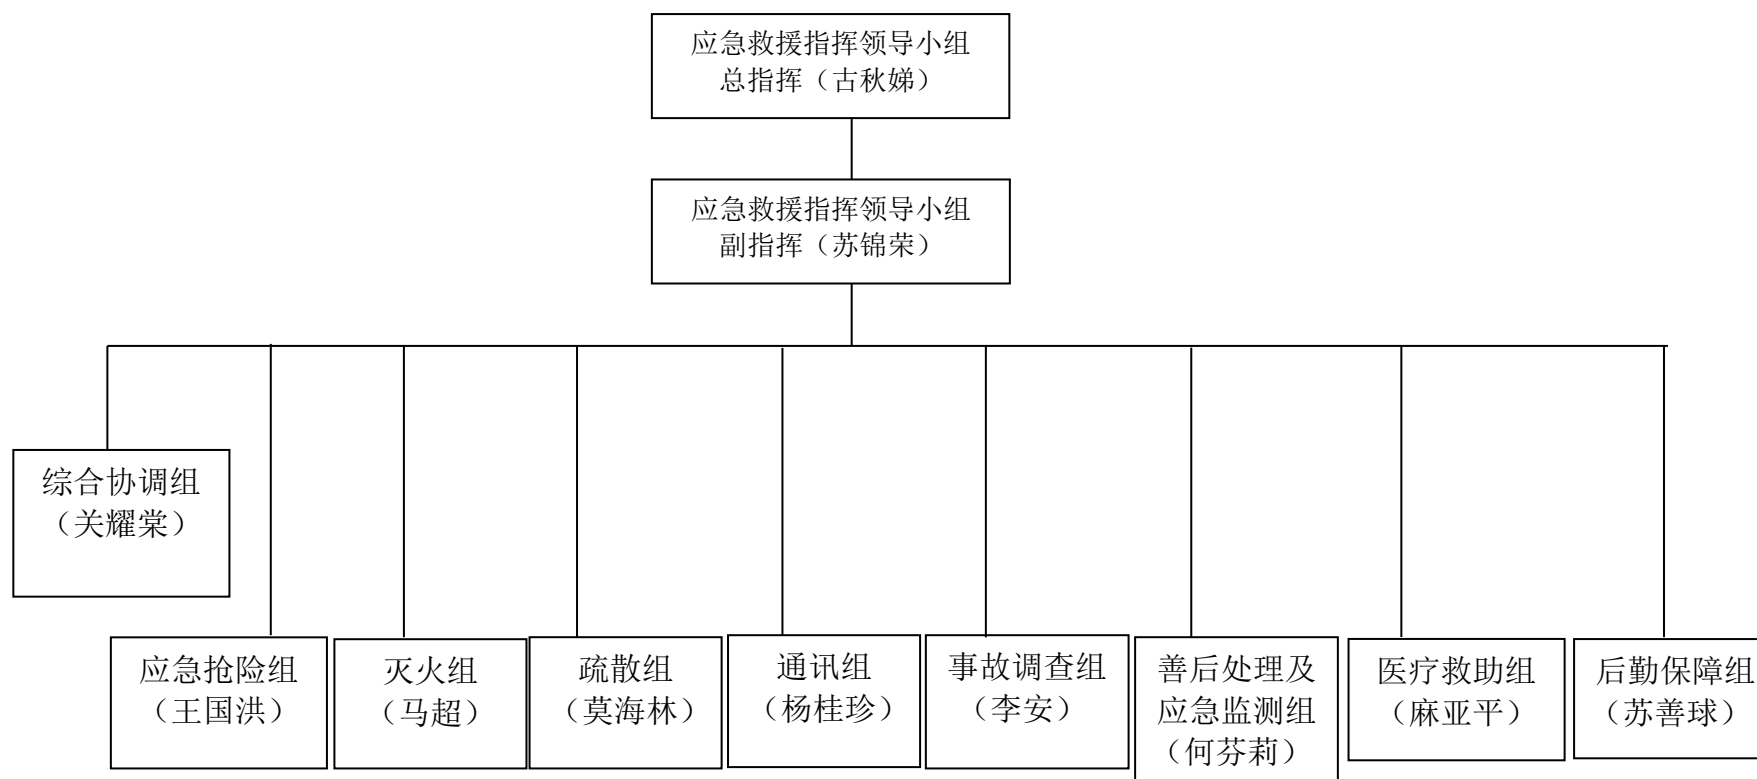 应急救援指挥领导小组
总指挥（古秋娣）
应急救援指挥领导小组
副指挥（苏锦荣）
综合协调组
（关耀棠）
应急抢险组
（王国洪）
灭火组
（马超）
疏散组
（莫海林）
通讯组
（杨桂珍）
事故调查组
（李安）
善后处理及
应急监测组
（何芬莉）
医疗救助组
（麻亚平）
后勤保障组
（苏善球）